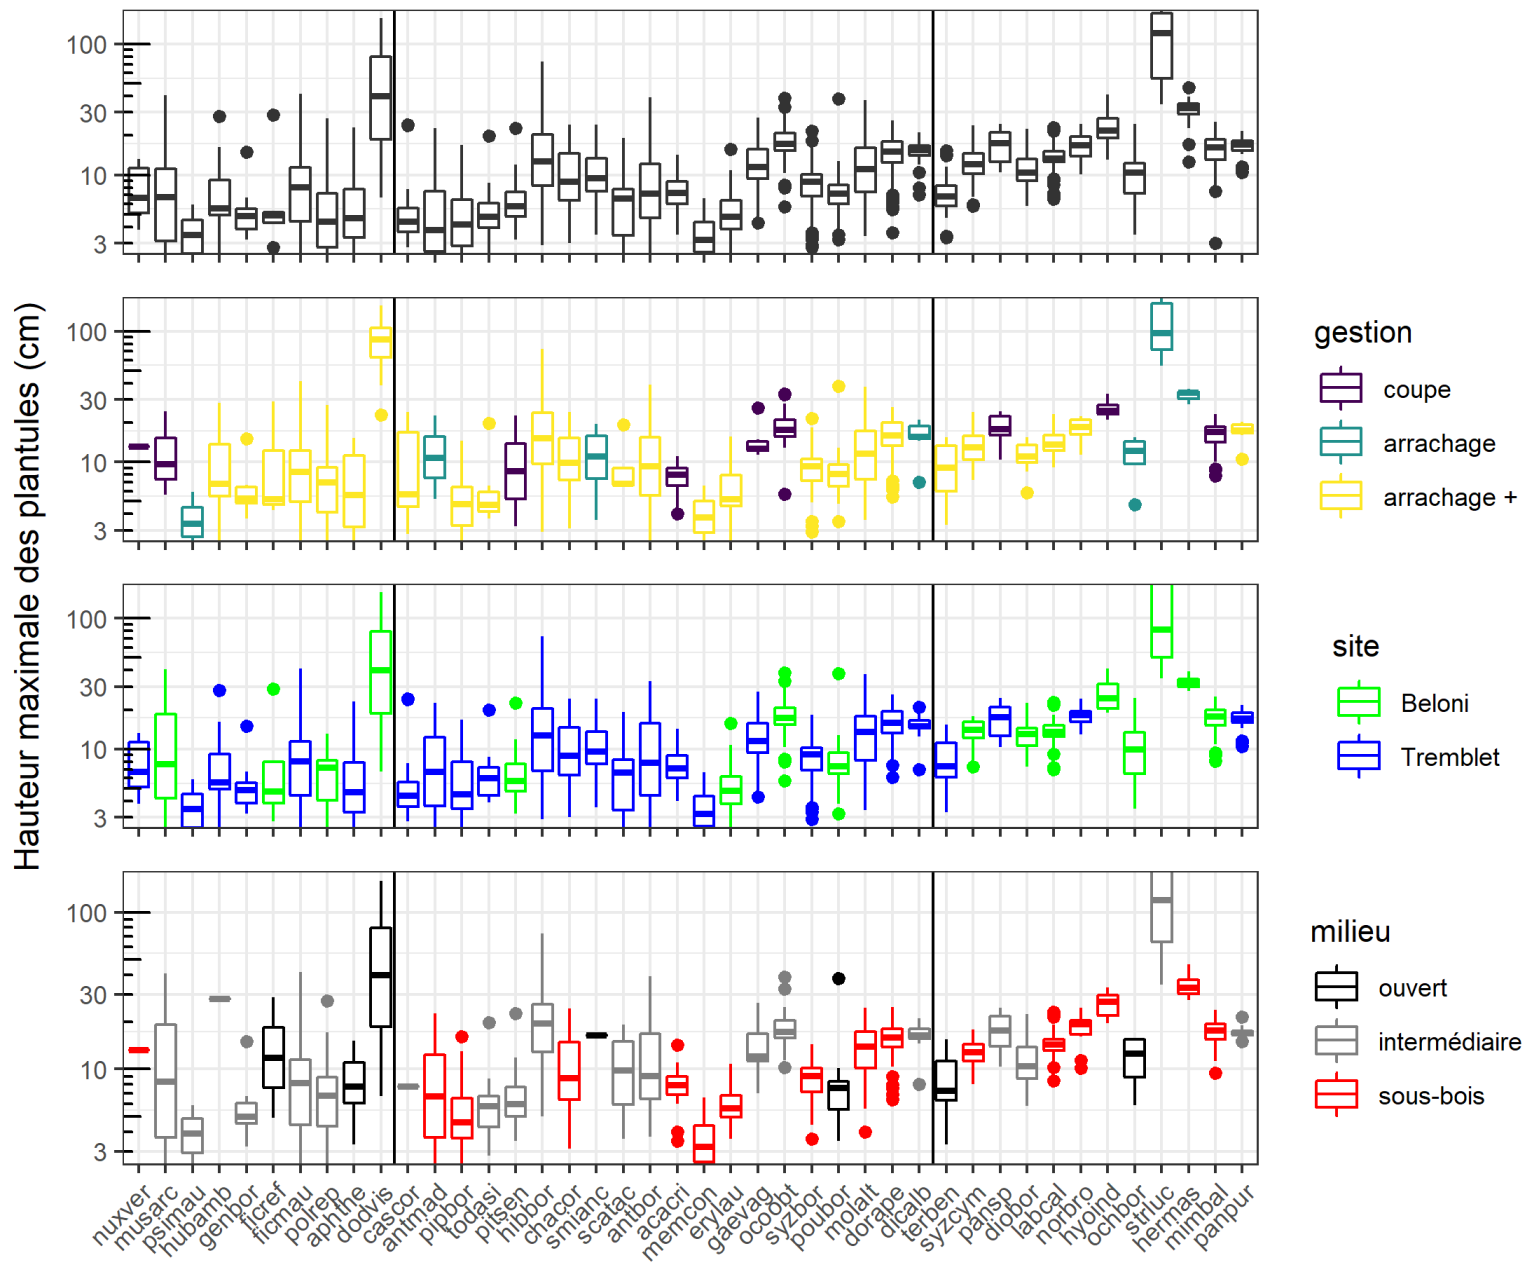 Hauteur maximale des plantules (cm)
100
30
10
3
100
30
10
3
gestion
coupe
arrachage
arrachage +
100
30
10
3
site
Beloni
Tremblet
100
30
10
3
milieu
ouvert
intermédiaire
sous-bois
nuxver
musarc
psimau
hubamb
genbor
ficref
ficmau
polrep
aphthe
dodvis
cascor
antmad
pipbor
todasi
pitsen
hibbor
chacor
smianc
scatac
antbor
acacri
memcon
erylau
gaevag
ocoobt
syzbor
poubor
molalt
dorape
dicalb
terben
syzcym
pansp
diobor
labcal
norbro
hyoind
ochbor
struc
hermas
mimbal
panpur